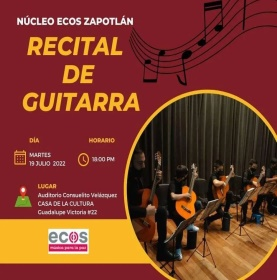 NÚCLEO ECOS ZAPOTLÁN
RECITAL
DE
GUITARRA
DÍA
HORARIO
MARTES
19 JULIO 2022
18:00 PM
LUGAR
Auditorio Consuelito Velázquez
CASA DE LA CULTURA
Guadalupe Victoria #22
ecos
música para la paz